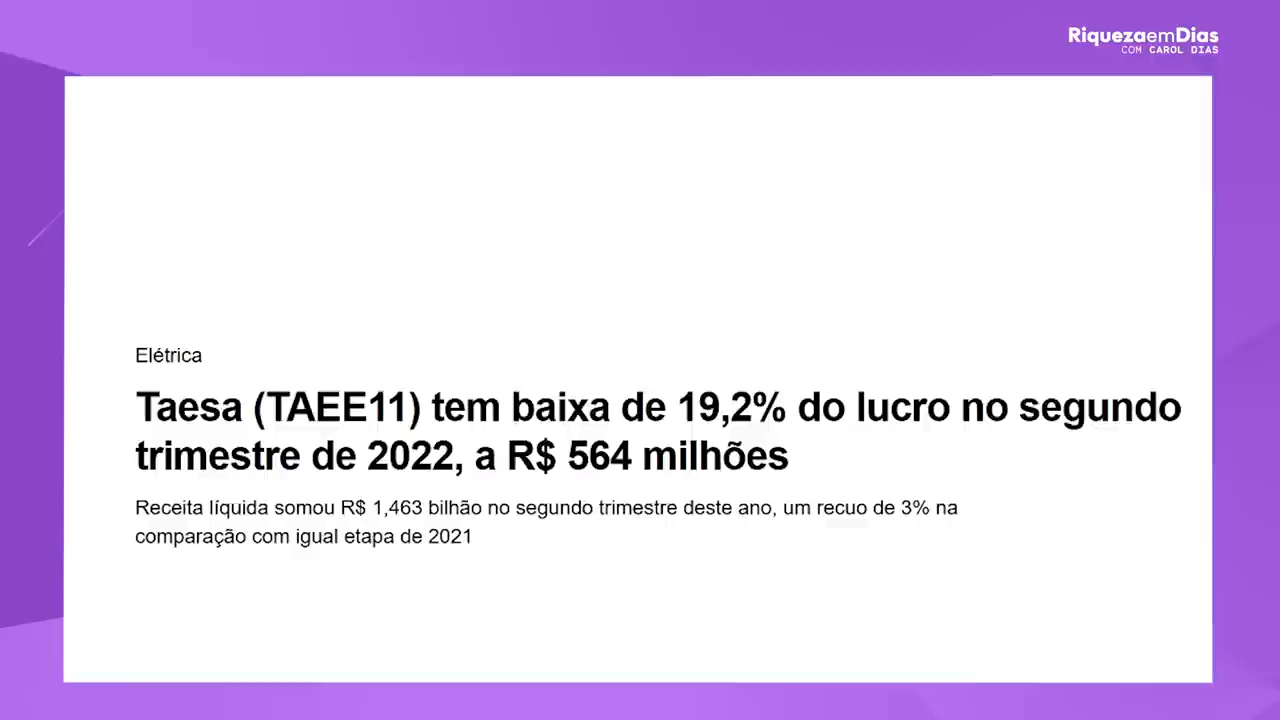 RiquezaemDias
COM CAROL DIAS
Elétrica
Taesa (TAEE11) tem baixa de 19,2% do lucro no segundo
trimestre de 2022, a R$ 564 milhões
Receita líquida somou R$ 1,463 bilhão no segundo trimestre deste ano, um recuo de 3% na
comparação com igual etapa de 2021